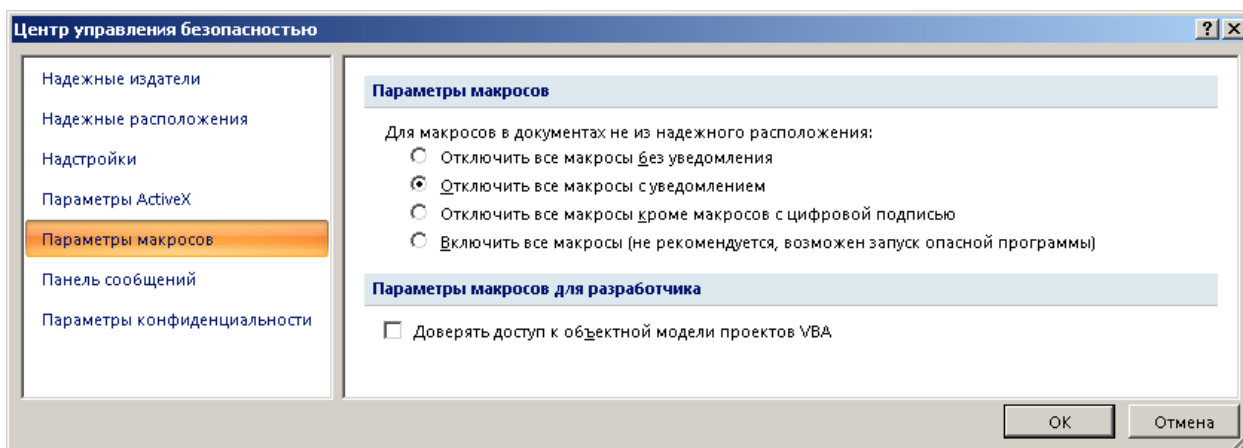 Центр управления безопасностью
Надежные издатели
Надежные расположения
Надстройки
Параметры ActiveX
Параметры макросов
Панель сообщений
Параметры конфиденциальности
Параметры макросов
Для макросов в документах не из надежного расположения:
Отключить все макросы без уведомления
Отключить все макросы с уведомлением
Отключить все макросы кроме макросов с цифровой подписью
Включить все макросы (не рекомендуется, возможен запуск опасной программы)
Параметры макросов для разработчика
Доверять доступ к объектной модели проектов VBA
ОК
Отмена